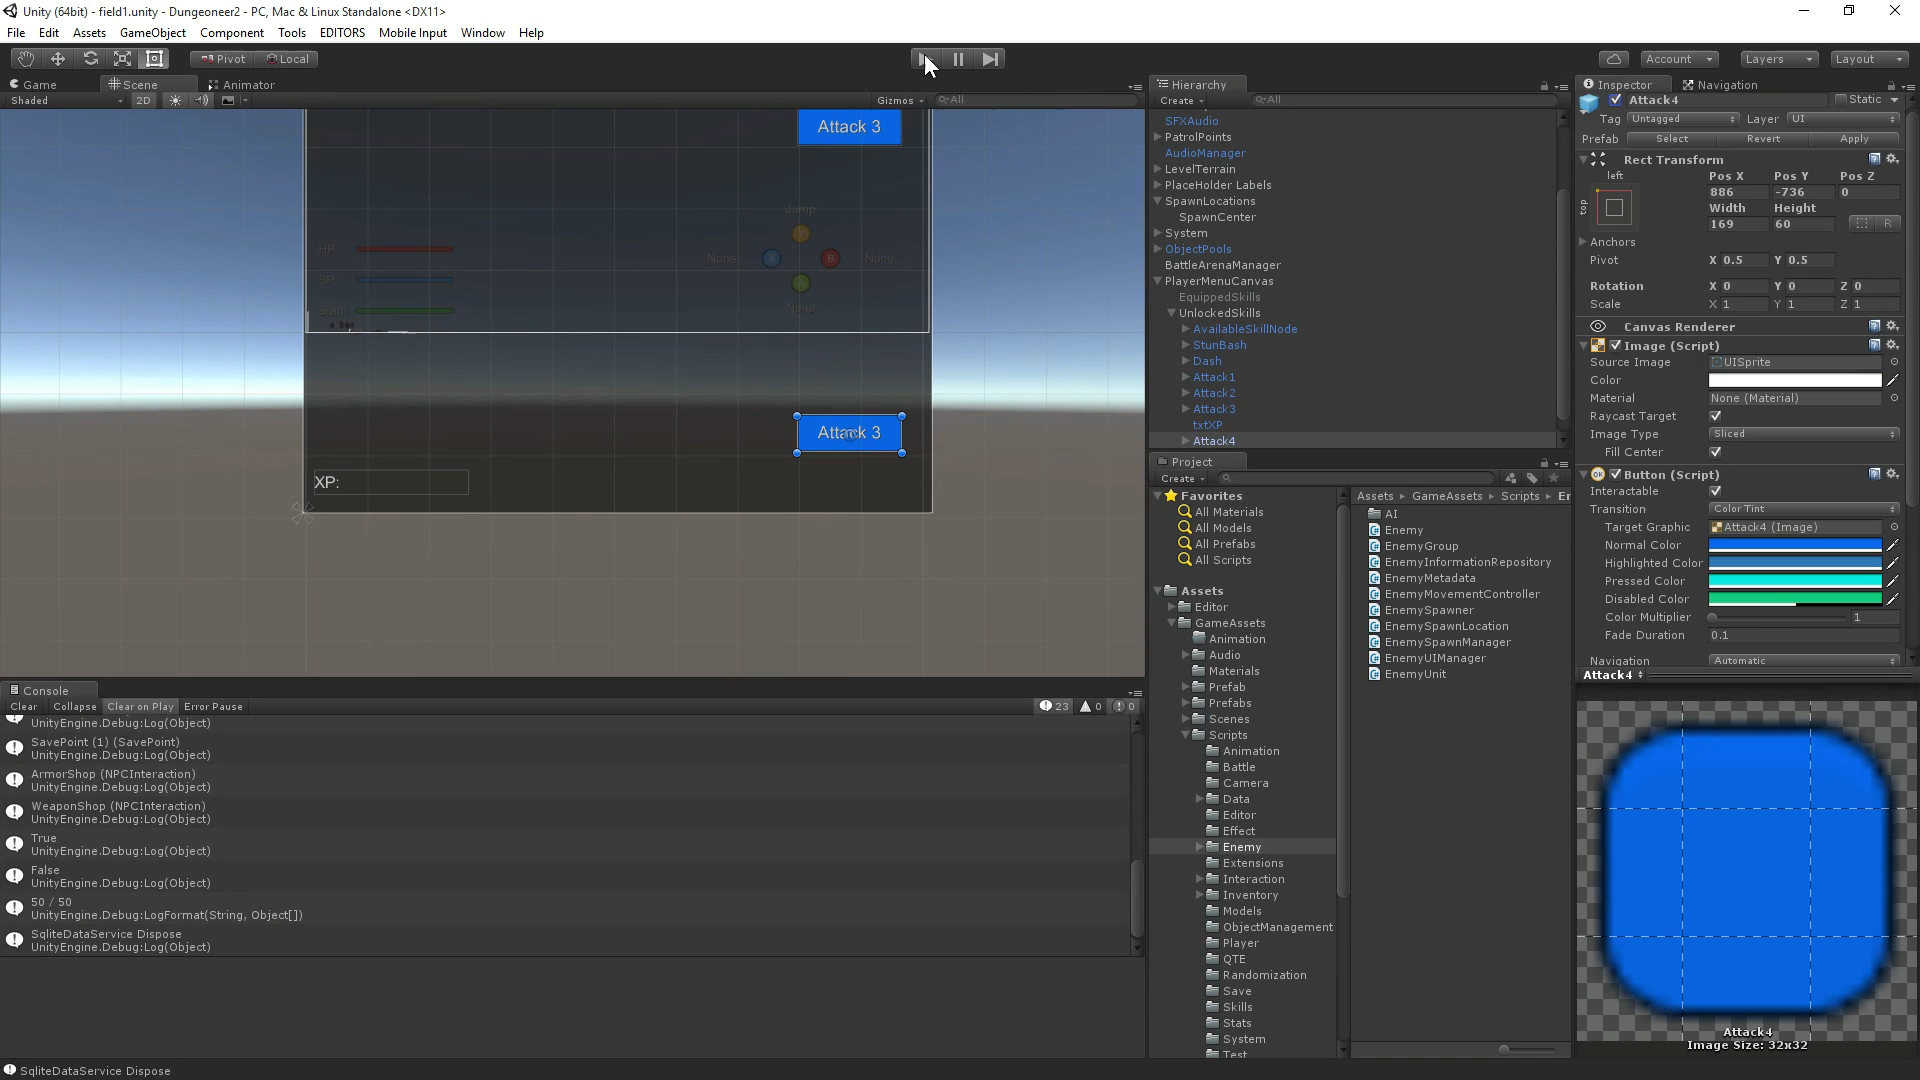 Unity (64bit) - field1.unity - Dungeoneer2 - PC, Mac & Linux Standalone <DX11>
File Edit Assets GameObject Component Tools EDITORS Mobile Input Window Help
Pivot Local Account Layers Layout
Game Scene Animator
Shaded 2D Gizmos All
Attack 3
Jump
HP
None None
SP
None
Attack 3
XP:
Console
Clear Collapse Clear on Play Error Pause 23 0 0
UnityEngine.Debug:Log(Object)
SavePoint (1) (SavePoint)
UnityEngine.Debug:Log(Object)
ArmorShop (NPCInteraction)
UnityEngine.Debug:Log(Object)
WeaponShop (NPCInteraction)
UnityEngine.Debug:Log(Object)
True
UnityEngine.Debug:Log(Object)
False
UnityEngine.Debug:Log(Object)
50 / 50
UnityEngine.Debug:LogFormat(String, Object[])
SqliteDataService Dispose
UnityEngine.Debug:Log(Object)
SqliteDataService Dispose
Hierarchy
Create All
SFXAudio
PatrolPoints
AudioManager
LevelTerrain
PlaceHolder Labels
SpawnLocations
SpawnCenter
System
ObjectPools
BattleArenaManager
PlayerMenuCanvas
EquippedSkills
UnlockedSkills
AvailableSkillNode
StunBash
Dash
Attack1
Attack2
Attack3
txtXP
Attack4
Project
Create
Favorites
All Materials
All Models
All Prefabs
All Scripts
Assets
Editor
GameAssets
Animation
Audio
Materials
Prefab
Prefabs
Scenes
Scripts
Animation
Battle
Camera
Data
Editor
Effect
Enemy
Extensions
Interaction
Inventory
Models
ObjectManagement
Player
QTE
Randomization
Save
Skills
Stats
System
Test
Assets GameAssets Scripts En
AI
Enemy
EnemyGroup
EnemyInformationRepository
EnemyMetadata
EnemyMovementController
EnemySpawner
EnemySpawnLocation
EnemySpawnManager
EnemyUIManager
EnemyUnit
Inspector Navigation
Attack4 Static
Tag Untagged Layer UI
Prefab Select Revert Apply
Rect Transform
left Pos X Pos Y Pos Z
886 -736 0
top Width Height
169 60 R
Anchors
Pivot X 0.5 Y 0.5
Rotation X 0 Y 0 Z 0
Scale X 1 Y 1 Z 1
Canvas Renderer
Image (Script)
Source Image UISprite
Color
Material None (Material)
Raycast Target
Image Type Sliced
Fill Center
Button (Script)
Interactable
Transition Color Tint
Target Graphic Attack4 (Image)
Normal Color
Highlighted Color
Pressed Color
Disabled Color
Color Multiplier 1
Fade Duration 0.1
Navigation Automatic
Attack4
Attack4
Image Size: 32x32